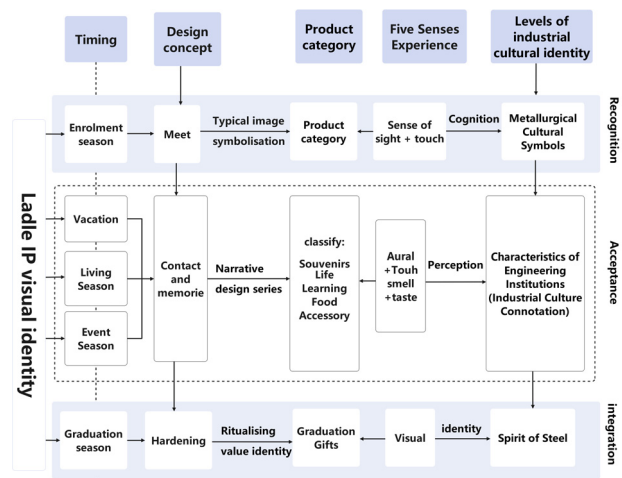 Timing
Design
concept
Product
category
Five Senses
Experience
Levels of
industrial
cultural identity
Ladle IP visual identity
Enrolment
season
Meet
Typical image
symbolisation
Product
category
Sense of
sight + touch
Cognition
Metallurgical
Cultural
Symbols
Recognition
Vacation
Living
Season
Event
Season
Contact
and
memorie
Narrative
design series
classify:
Souvenirs
Life
Learning
Food
Accessory
Aural
+Touh
smell
+taste
Perception
Characteristics of
Engineering
Institutions
(Industrial Culture
Connotation)
Acceptance
Graduation
season
Hardening
Ritualising
value identity
Graduation
Gifts
Visual
identity
Spirit of Steel
integration